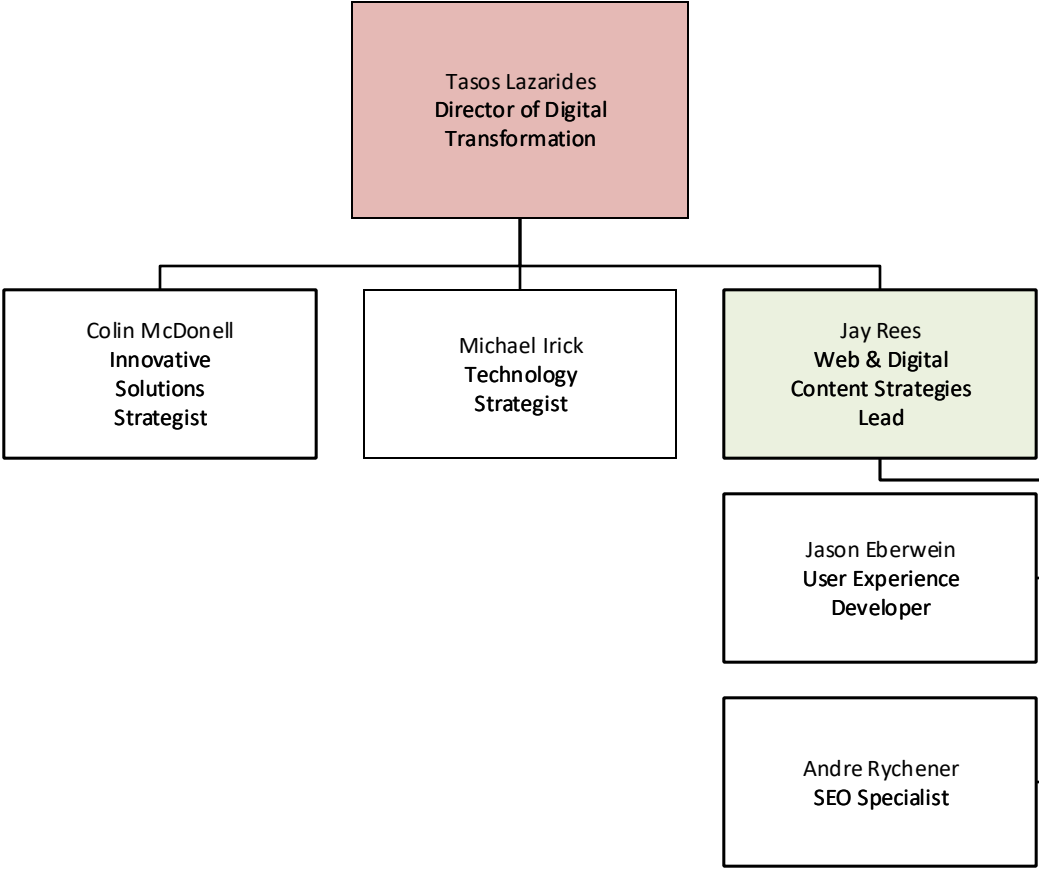 Tasos Lazarides
Director of Digital
Transformation
Colin McDonell
Innovative
Solutions
Strategist
Michael Irick
Technology
Strategist
Jay Rees
Web & Digital
Content Strategies
Lead
Jason Eberwein
User Experience
Developer
Andre Rychener
SEO Specialist